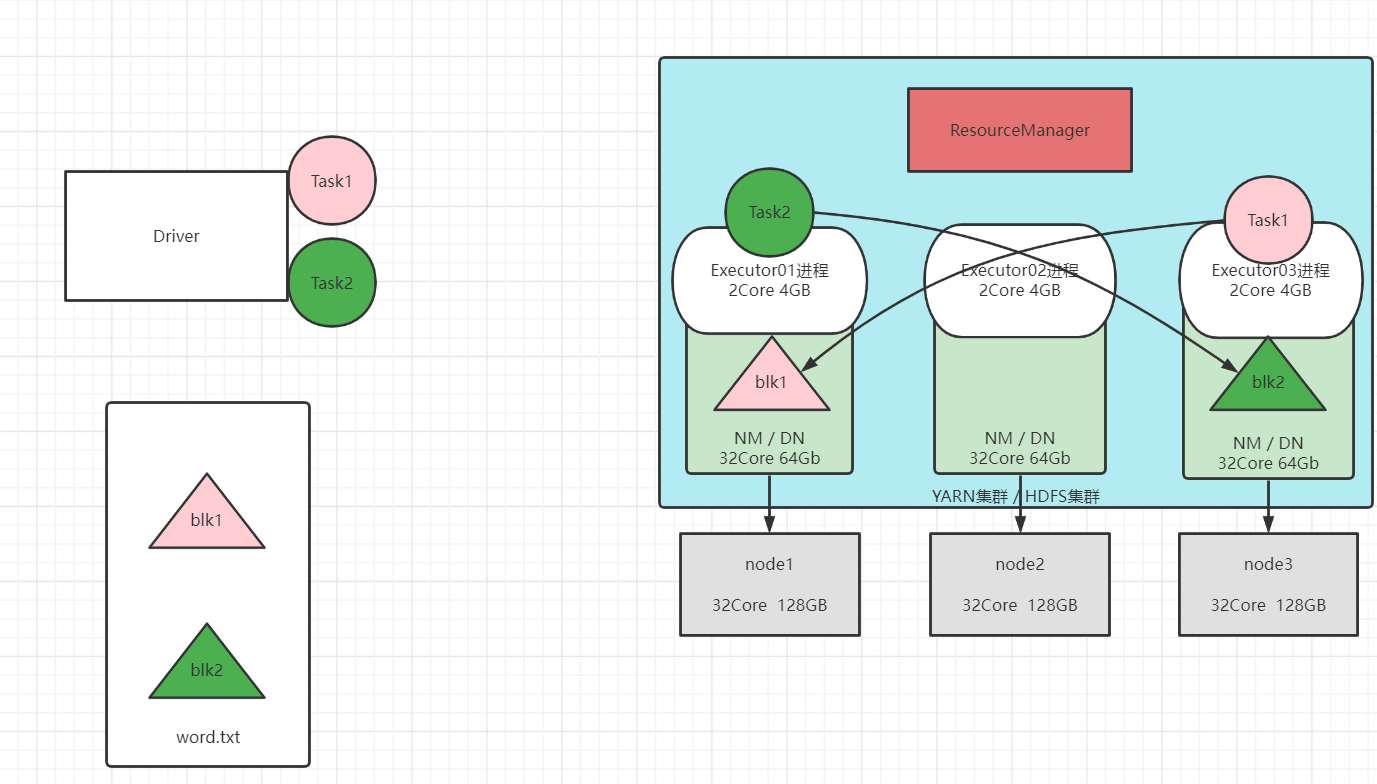 Driver
Task1
Task2
blk1
blk2
word.txt
ResourceManager
Task2
Task1
Executor01进程
2Core 4GB
Executor02进程
2Core 4GB
Executor03进程
2Core 4GB
blk1
blk2
NM / DN
32Core 64Gb
NM / DN
32Core 64Gb
NM / DN
32Core 64Gb
YARN集群 / HDFS集群
node1
32Core  128GB
node2
32Core  128GB
node3
32Core  128GB